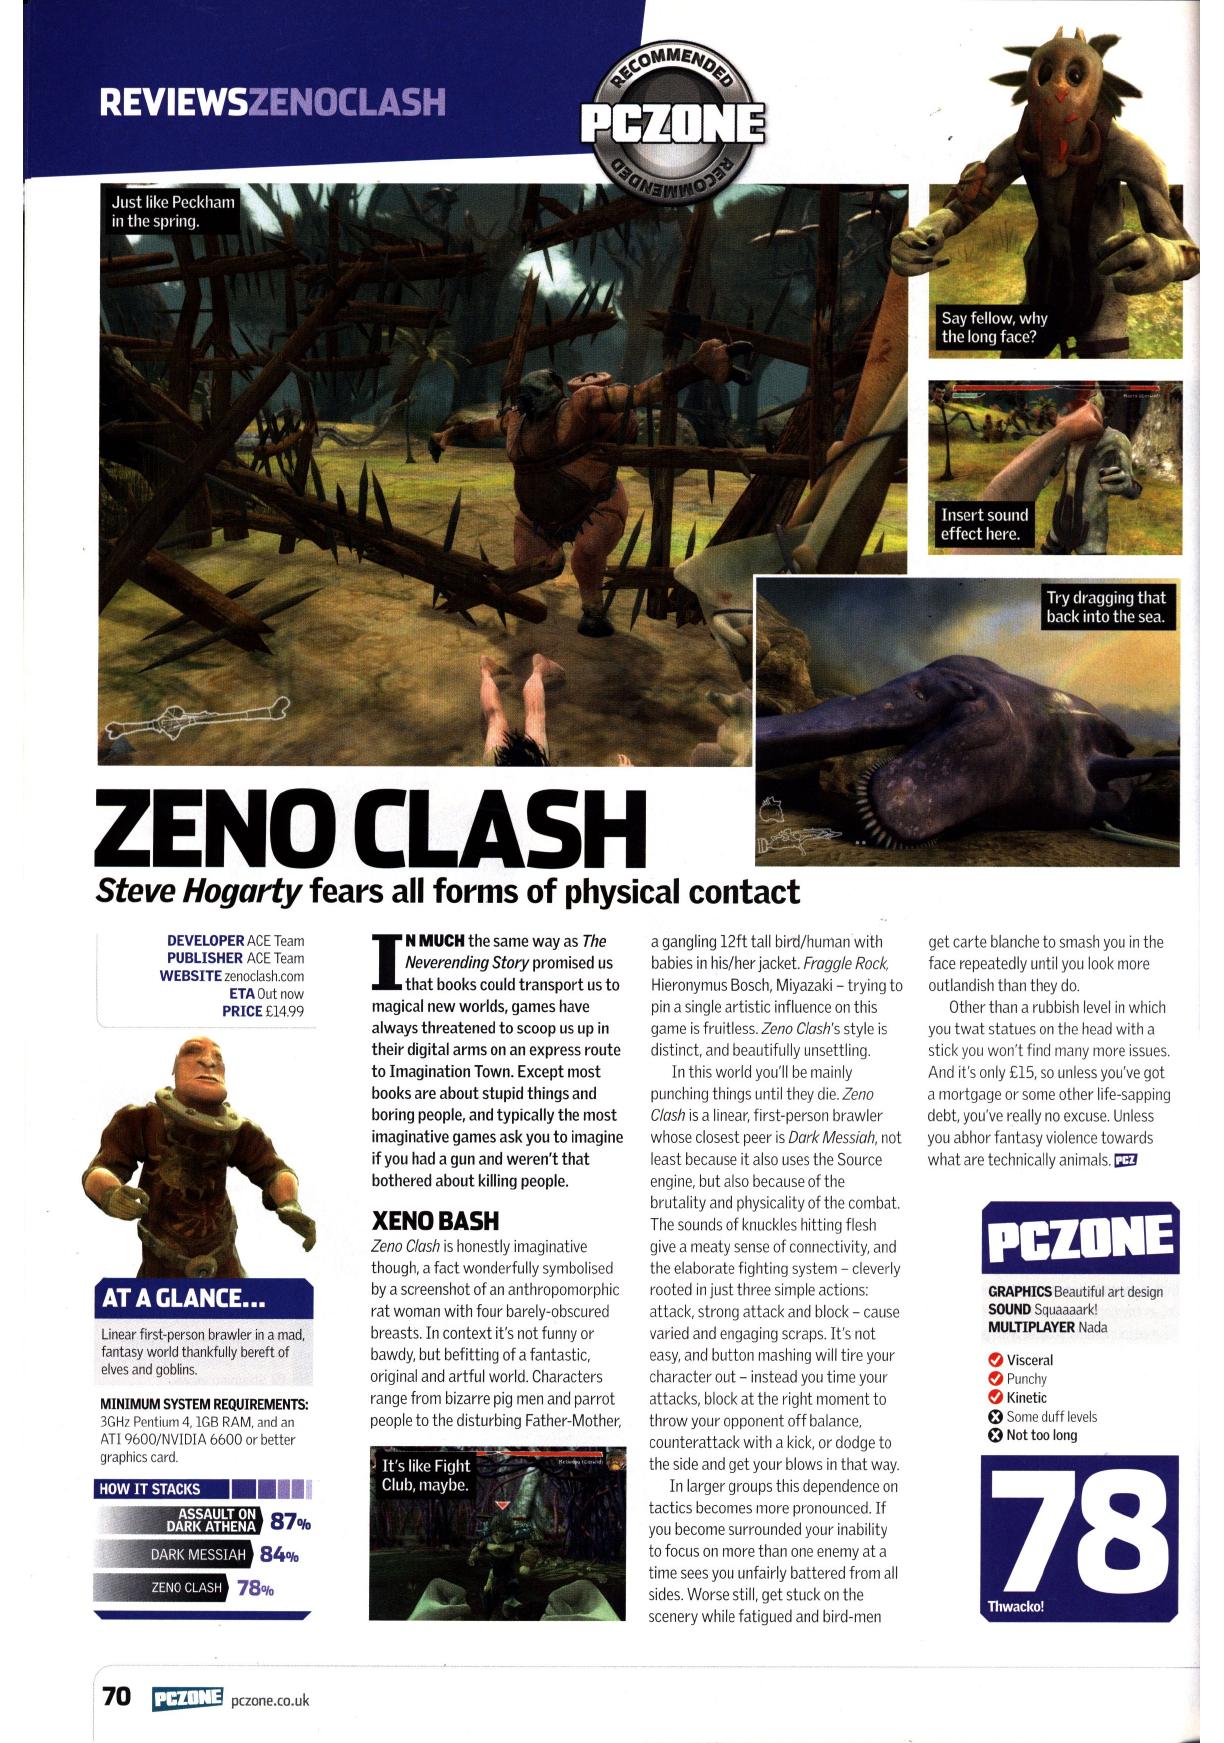 REVIEWSZENOCLASH
RECOMMENDED
PCZONE
RECOMMENDED
Just like Peckham
in the spring.
Say fellow, why
the long face?
Insert sound
effect here.
Try dragging that
back into the sea.
ZENO CLASH
Steve Hogarty fears all forms of physical contact
DEVELOPER ACE Team
PUBLISHER ACE Team
WEBSITE zenoclash.com
ETA Out now
PRICE £14.99
AT A GLANCE...
Linear first-person brawler in a mad,
fantasy world thankfully bereft of
elves and goblins.
MINIMUM SYSTEM REQUIREMENTS:
3GHz Pentium 4, 1GB RAM, and an
ATI 9600/NVIDIA 6600 or better
graphics card.
HOW IT STACKS
ASSAULT ON
DARK ATHENA 87%
DARK MESSIAH 84%
ZENO CLASH 78%
IN MUCH the same way as The
Neverending Story promised us
that books could transport us to
magical new worlds, games have
always threatened to scoop us up in
their digital arms on an express route
to Imagination Town. Except most
books are about stupid things and
boring people, and typically the most
imaginative games ask you to imagine
if you had a gun and weren't that
bothered about killing people.
XENO BASH
Zeno Clash is honestly imaginative
though, a fact wonderfully symbolised
by a screenshot of an anthropomorphic
rat woman with four barely-obscured
breasts. In context it's not funny or
bawdy, but befitting of a fantastic,
original and artful world. Characters
range from bizarre pig men and parrot
people to the disturbing Father-Mother,
It's like Fight
Club, maybe.
a gangling 12ft tall bird/human with
babies in his/her jacket. Fraggle Rock,
Hieronymus Bosch, Miyazaki – trying to
pin a single artistic influence on this
game is fruitless. Zeno Clash's style is
distinct, and beautifully unsettling.
In this world you'll be mainly
punching things until they die. Zeno
Clash is a linear, first-person brawler
whose closest peer is Dark Messiah, not
least because it also uses the Source
engine, but also because of the
brutality and physicality of the combat.
The sounds of knuckles hitting flesh
give a meaty sense of connectivity, and
the elaborate fighting system – cleverly
rooted in just three simple actions:
attack, strong attack and block – cause
varied and engaging scraps. It's not
easy, and button mashing will tire your
character out – instead you time your
attacks, block at the right moment to
throw your opponent off balance,
counterattack with a kick, or dodge to
the side and get your blows in that way.
In larger groups this dependence on
tactics becomes more pronounced. If
you become surrounded your inability
to focus on more than one enemy at a
time sees you unfairly battered from all
sides. Worse still, get stuck on the
scenery while fatigued and bird-men
get carte blanche to smash you in the
face repeatedly until you look more
outlandish than they do.
Other than a rubbish level in which
you twat statues on the head with a
stick you won't find many more issues.
And it's only £15, so unless you've got
a mortgage or some other life-sapping
debt, you've really no excuse. Unless
you abhor fantasy violence towards
what are technically animals. PCZ
PCZONE
GRAPHICS Beautiful art design
SOUND Squaaaark!
MULTIPLAYER Nada
Visceral
Punchy
Kinetic
Some duff levels
Not too long
78
Thwacko!
70 PCZONE pczone.co.uk